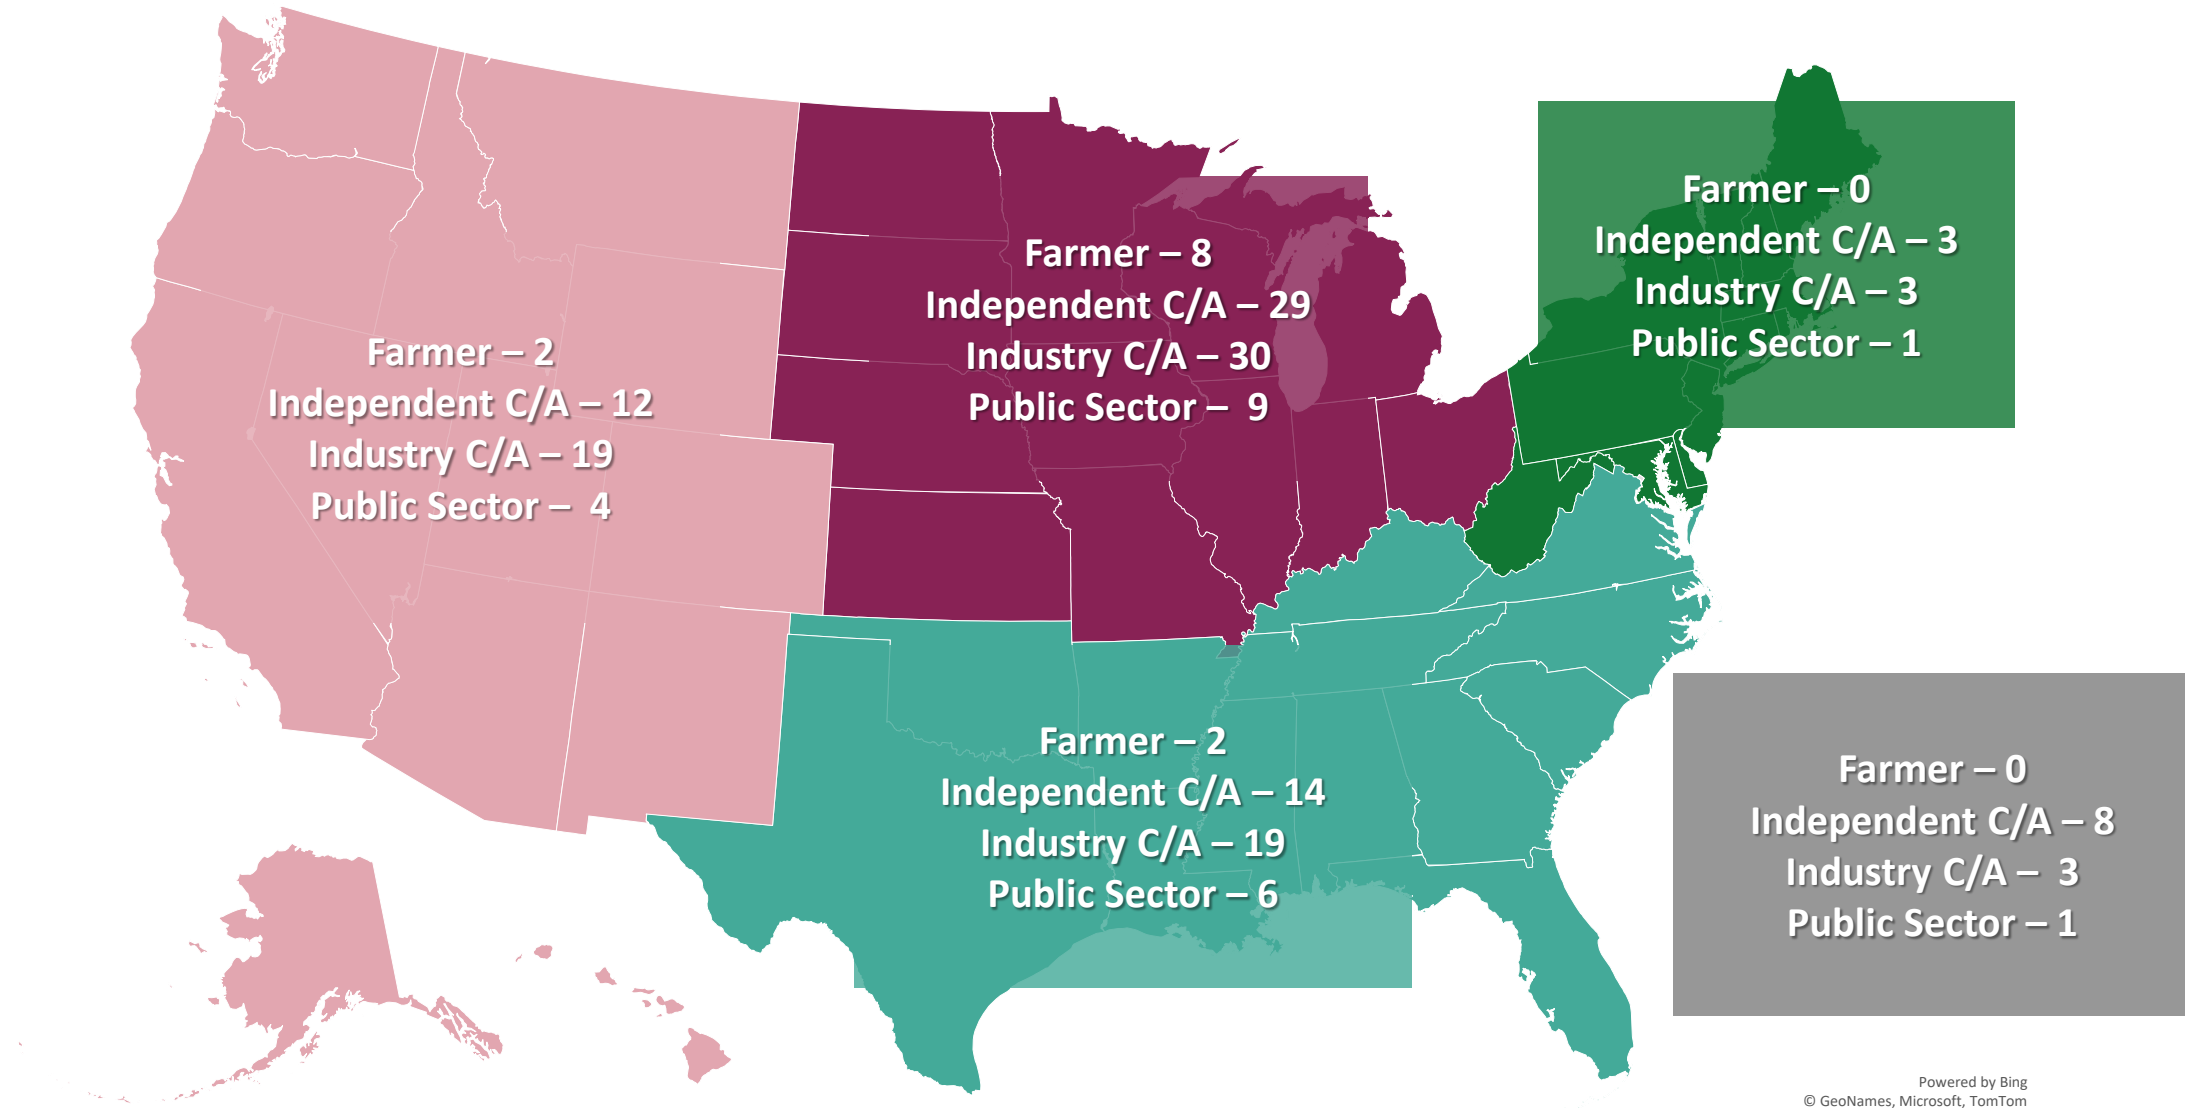 Farmer – 2
Independent C/A – 12
Industry C/A – 19
Public Sector –  4
Farmer – 8
Independent C/A – 29
Industry C/A – 30
Public Sector –  9
Farmer – 0
Independent C/A – 3
Industry C/A – 3
Public Sector – 1
Farmer – 2
Independent C/A – 14
Industry C/A – 19
Public Sector – 6
Farmer – 0
Independent C/A – 8
Industry C/A –  3
Public Sector – 1
Powered by Bing
© GeoNames, Microsoft, TomTom